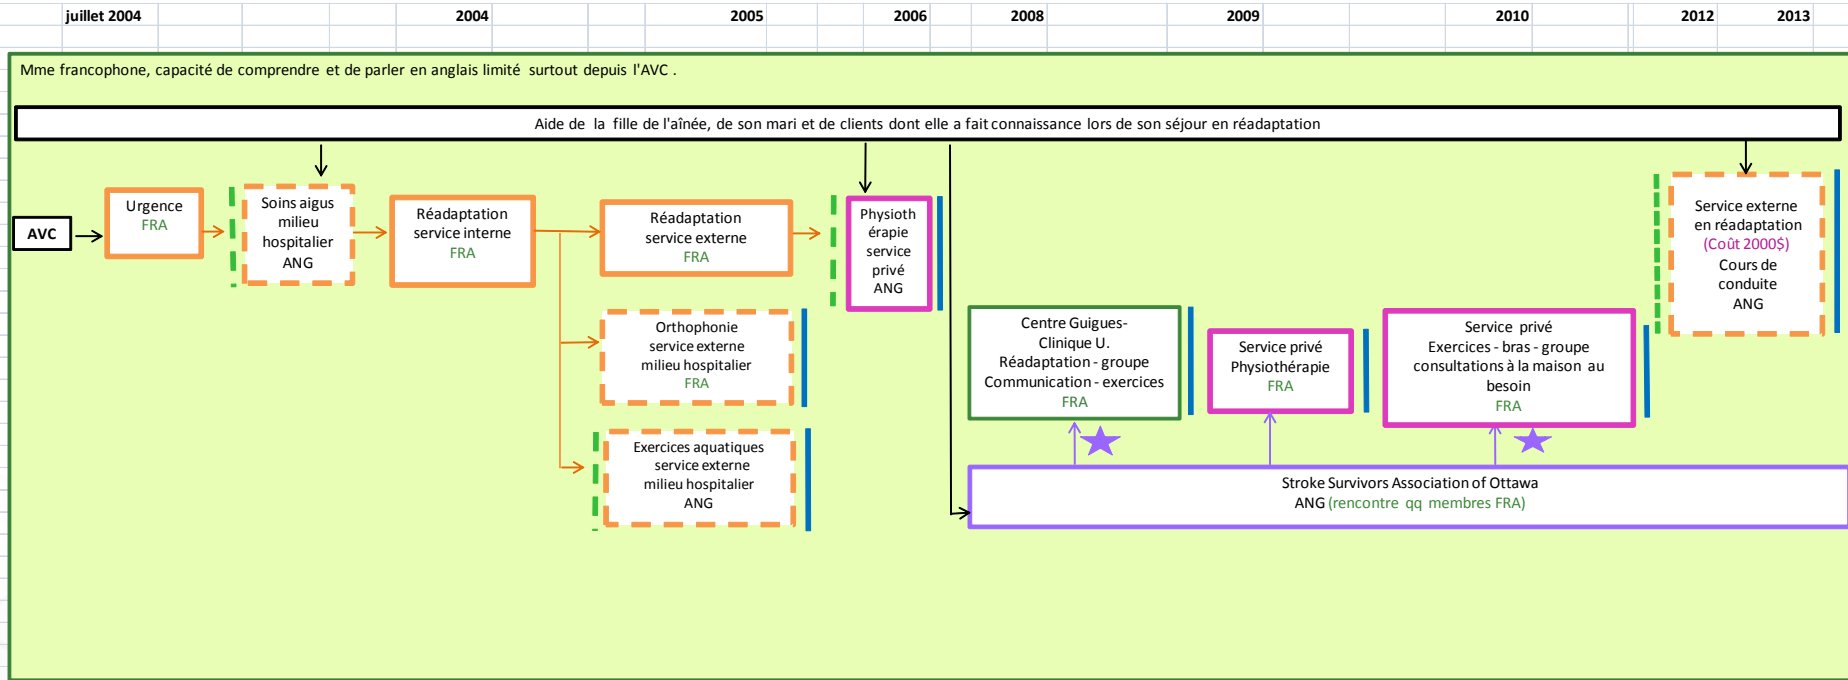 juillet 2004
2004
2005
2006
2008
2009
2010
2012
2013
Mme francophone, capacité de comprendre et de parler en anglais limité surtout depuis l'AVC .
Aide de la fille de l'aînée, de son mari et de clients dont elle a fait connaissance lors de son séjour en réadaptation
AVC
Urgence
FRA
Soins aigus
milieu
hospitalier
ANG
Réadaptation
service interne
FRA
Réadaptation
service externe
FRA
Orthophonie
service externe
milieu hospitalier
FRA
Exercices aquatiques
service externe
milieu hospitalier
ANG
Physioth
érapie
service
privé
ANG
Centre Guigues-
Clinique U.
Réadaptation - groupe
Communication - exercices
FRA
Service privé
Physiothérapie
FRA
Service privé
Exercices - bras - groupe
consultations à la maison au
besoin
FRA
Service externe
en réadaptation
(Coût 2000$)
Cours de
conduite
ANG
Stroke Survivors Association of Ottawa
ANG (rencontre qq membres FRA)